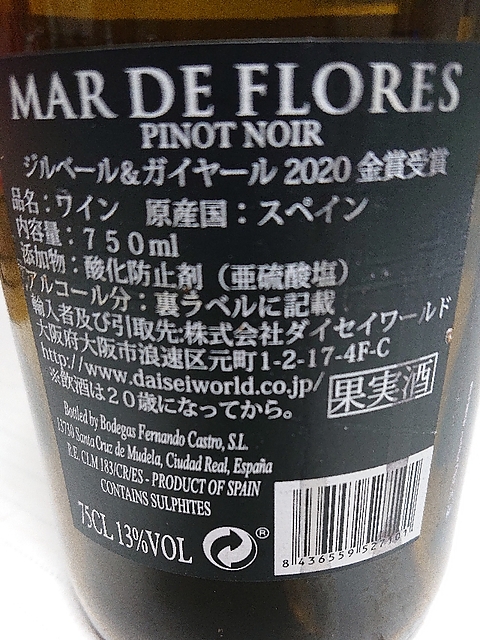 MAR DE FLORES
PINOT NOIR
ジルベール&ガイヤール 2020 金賞受賞
品名：ワイン　原産国：スペイン
内容量：７５０ml
添加物：酸化防止剤（亜硫酸塩）
アルコール分：裏ラベルに記載
輸入者及び引取先:株式会社ダイセイワールド
大阪府大阪市浪速区元町1-2-17-4F-C
http://www.daiseiworld.co.jp/
※飲酒は２０歳になってから。
果実酒
Bottled by Bodegas Fernando Castro, S.L.
13730 Santa Cruz de Mudela, Ciudad Real, España
R.E. CLM 183/CR/ES - PRODUCT OF SPAIN
CONTAINS SULPHITES
75CL 13%VOL
®
8 436559